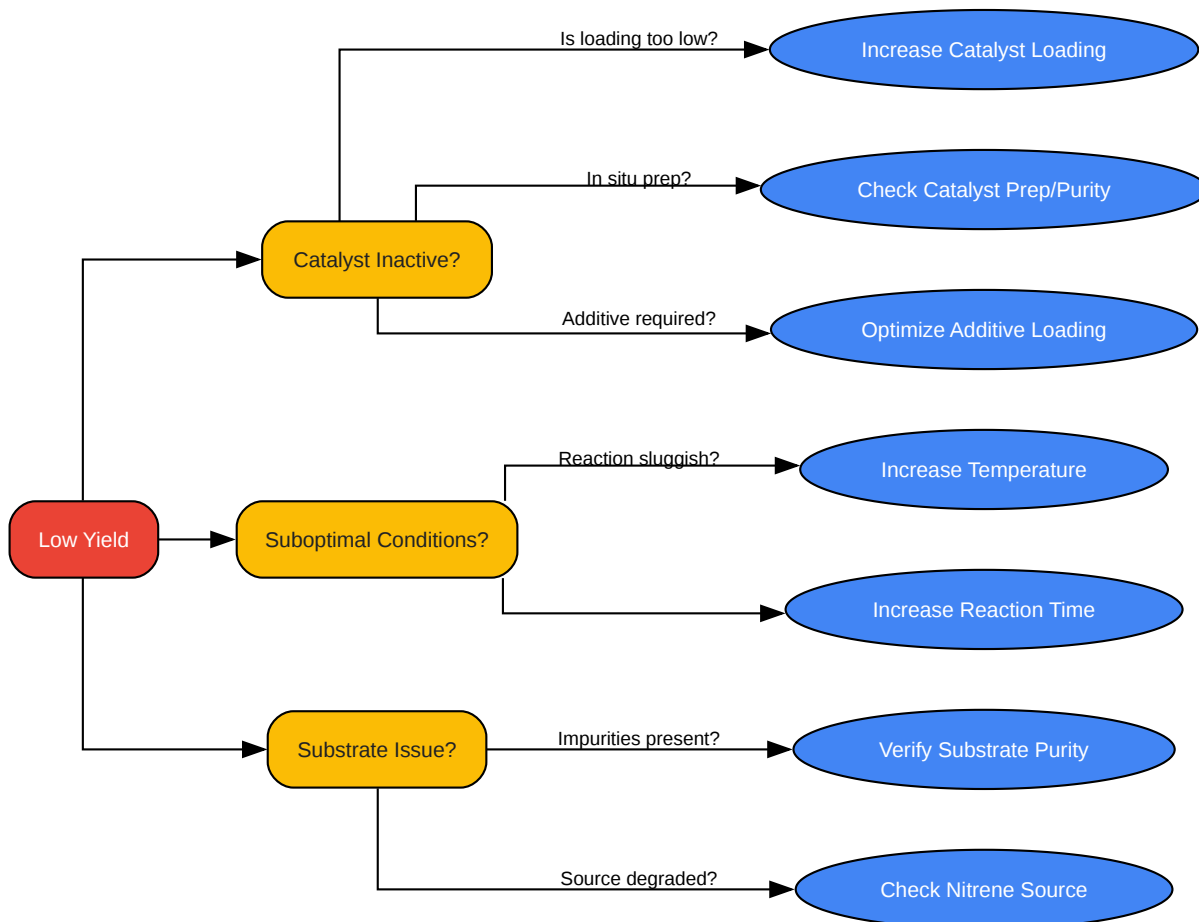 Is loading too low?
Increase Catalyst Loading
In situ prep?
Check Catalyst Prep/Purity
Catalyst Inactive?
Additive required?
Optimize Additive Loading
Reaction sluggish?
Increase Temperature
Low Yield
Suboptimal Conditions?
Increase Reaction Time
Substrate Issue?
Impurities present?
Verify Substrate Purity
Source degraded?
Check Nitrene Source